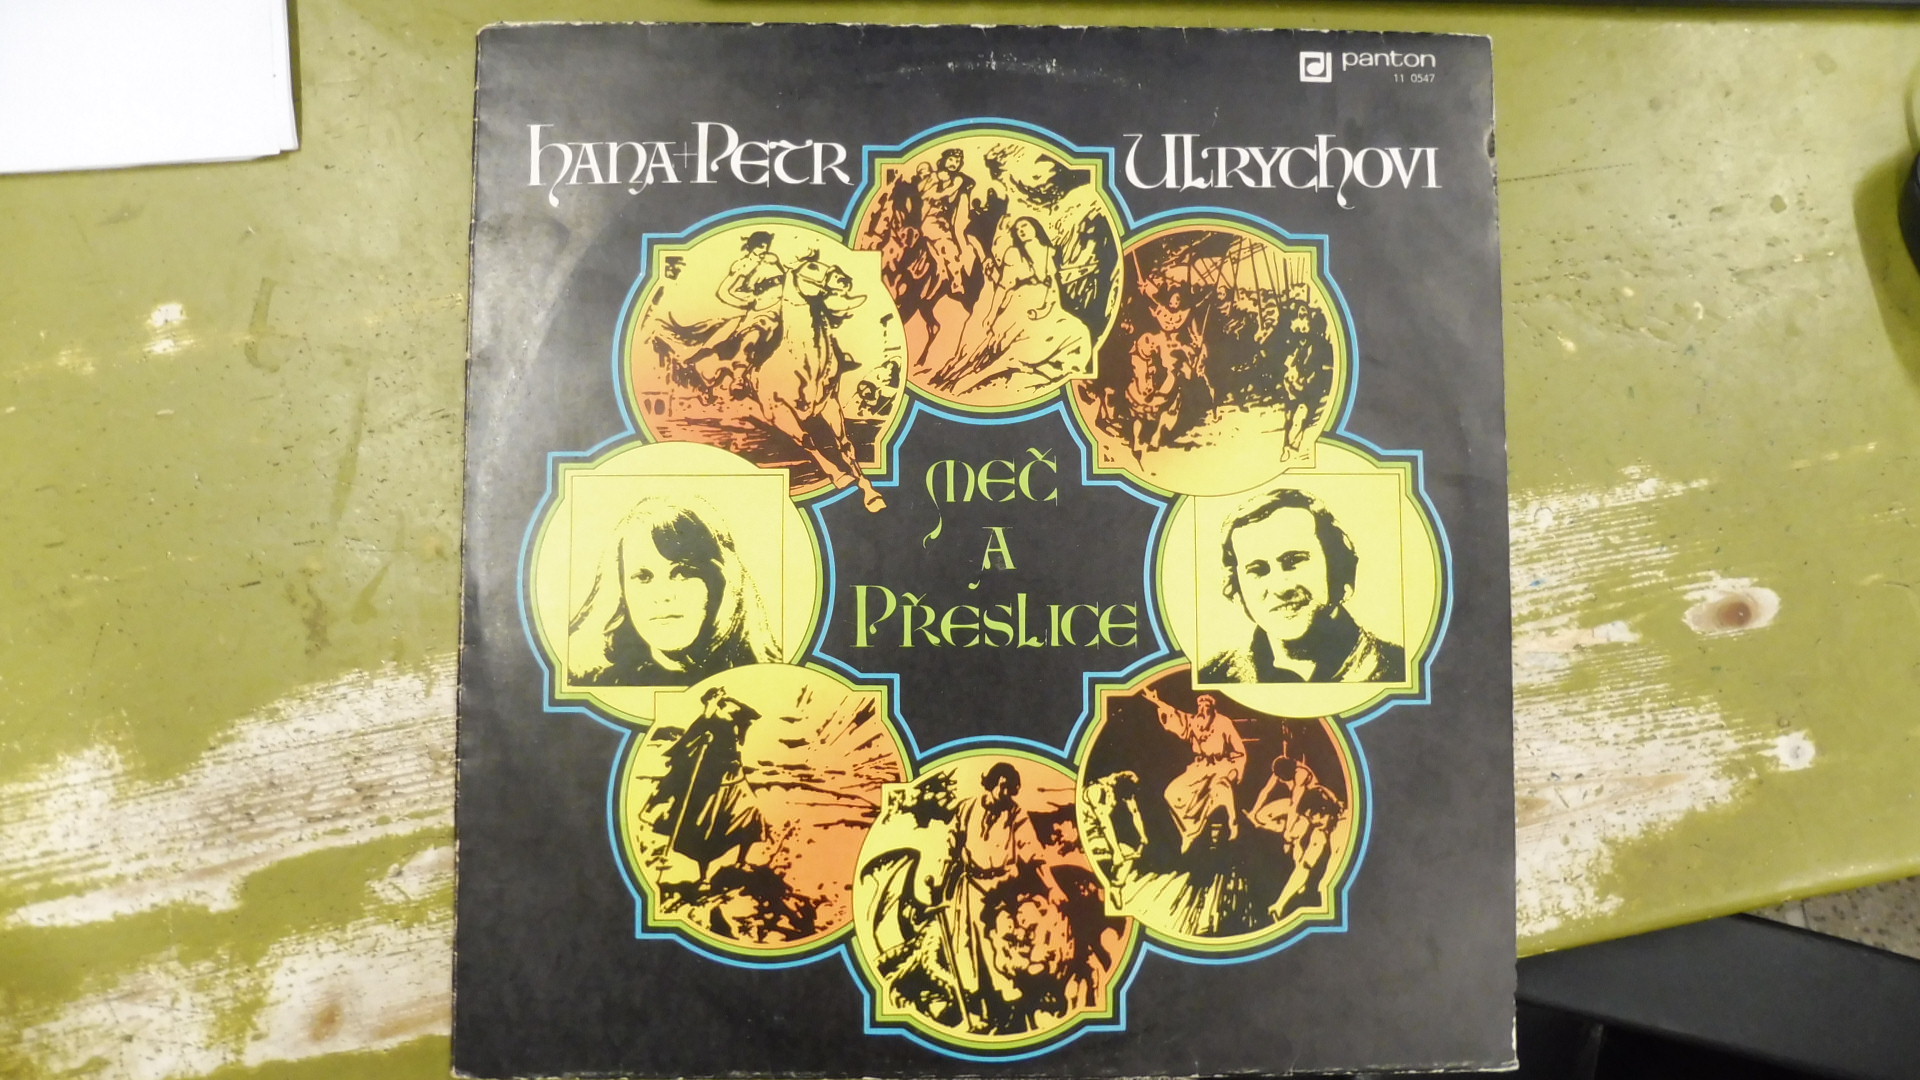 panton
11 0547
HANA+PETR ULRYCHOVI
MEČ
A
PŘESLICE